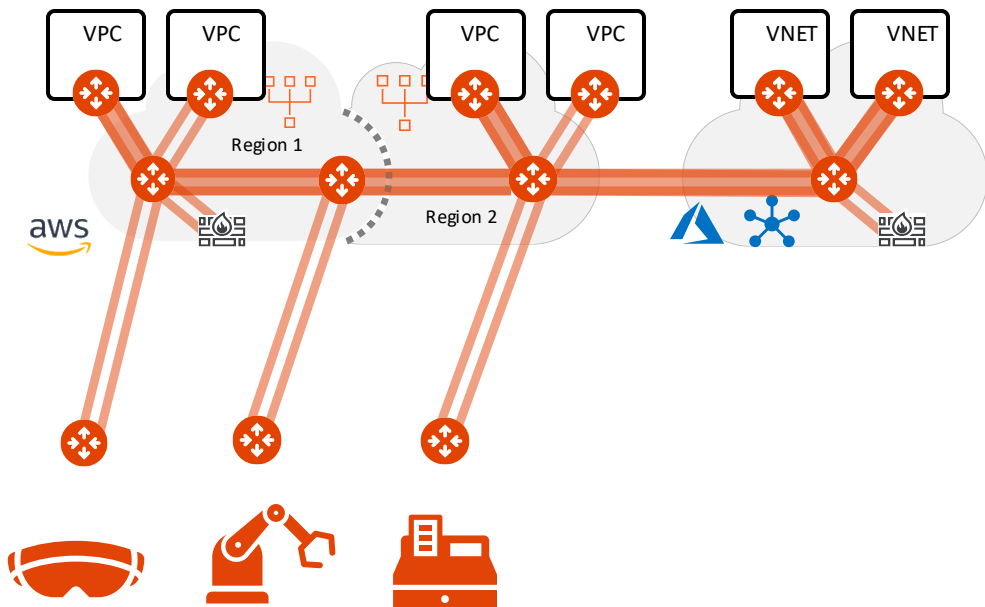 VPC
VPC
VPC
VPC
VNET
VNET
Region 1
Region 2
aws